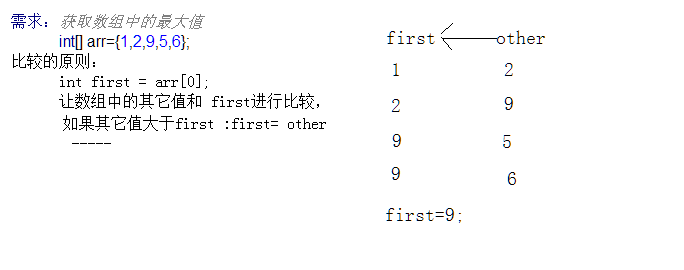 需求：获取数组中的最大值
int[] arr={1,2,9,5,6};
比较的原则：
int first = arr[0];
让数组中的其它值和 first进行比较，
如果其它值大于first :first= other
-----
first other
1 2
2 9
9 5
9 6
first=9;